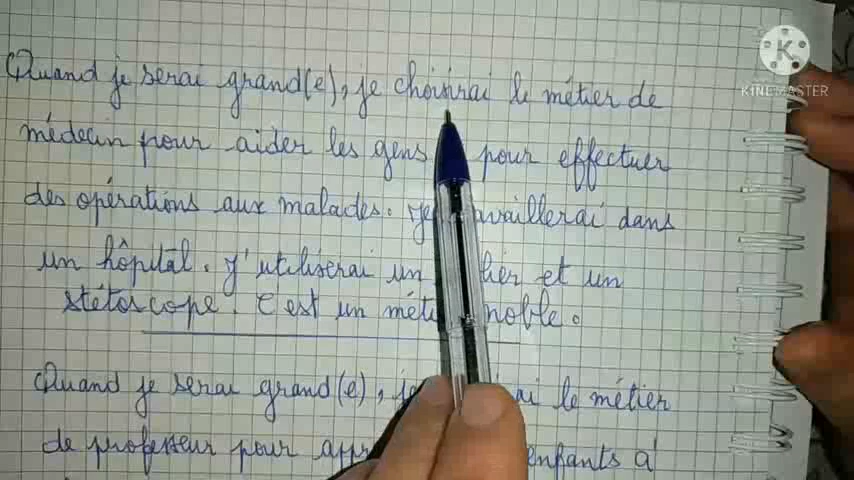 Quand je serai grand(e), je choisirai le métier de
médecin pour aider les gens pour effectuer
des opérations aux malades. Je availlerai dans
un hôpital. J'utiliserai un et un
stétoscope. C'est un noble.
Quand je serai grand(e), le métier
de professeur pour enfants à
KINEMASTER